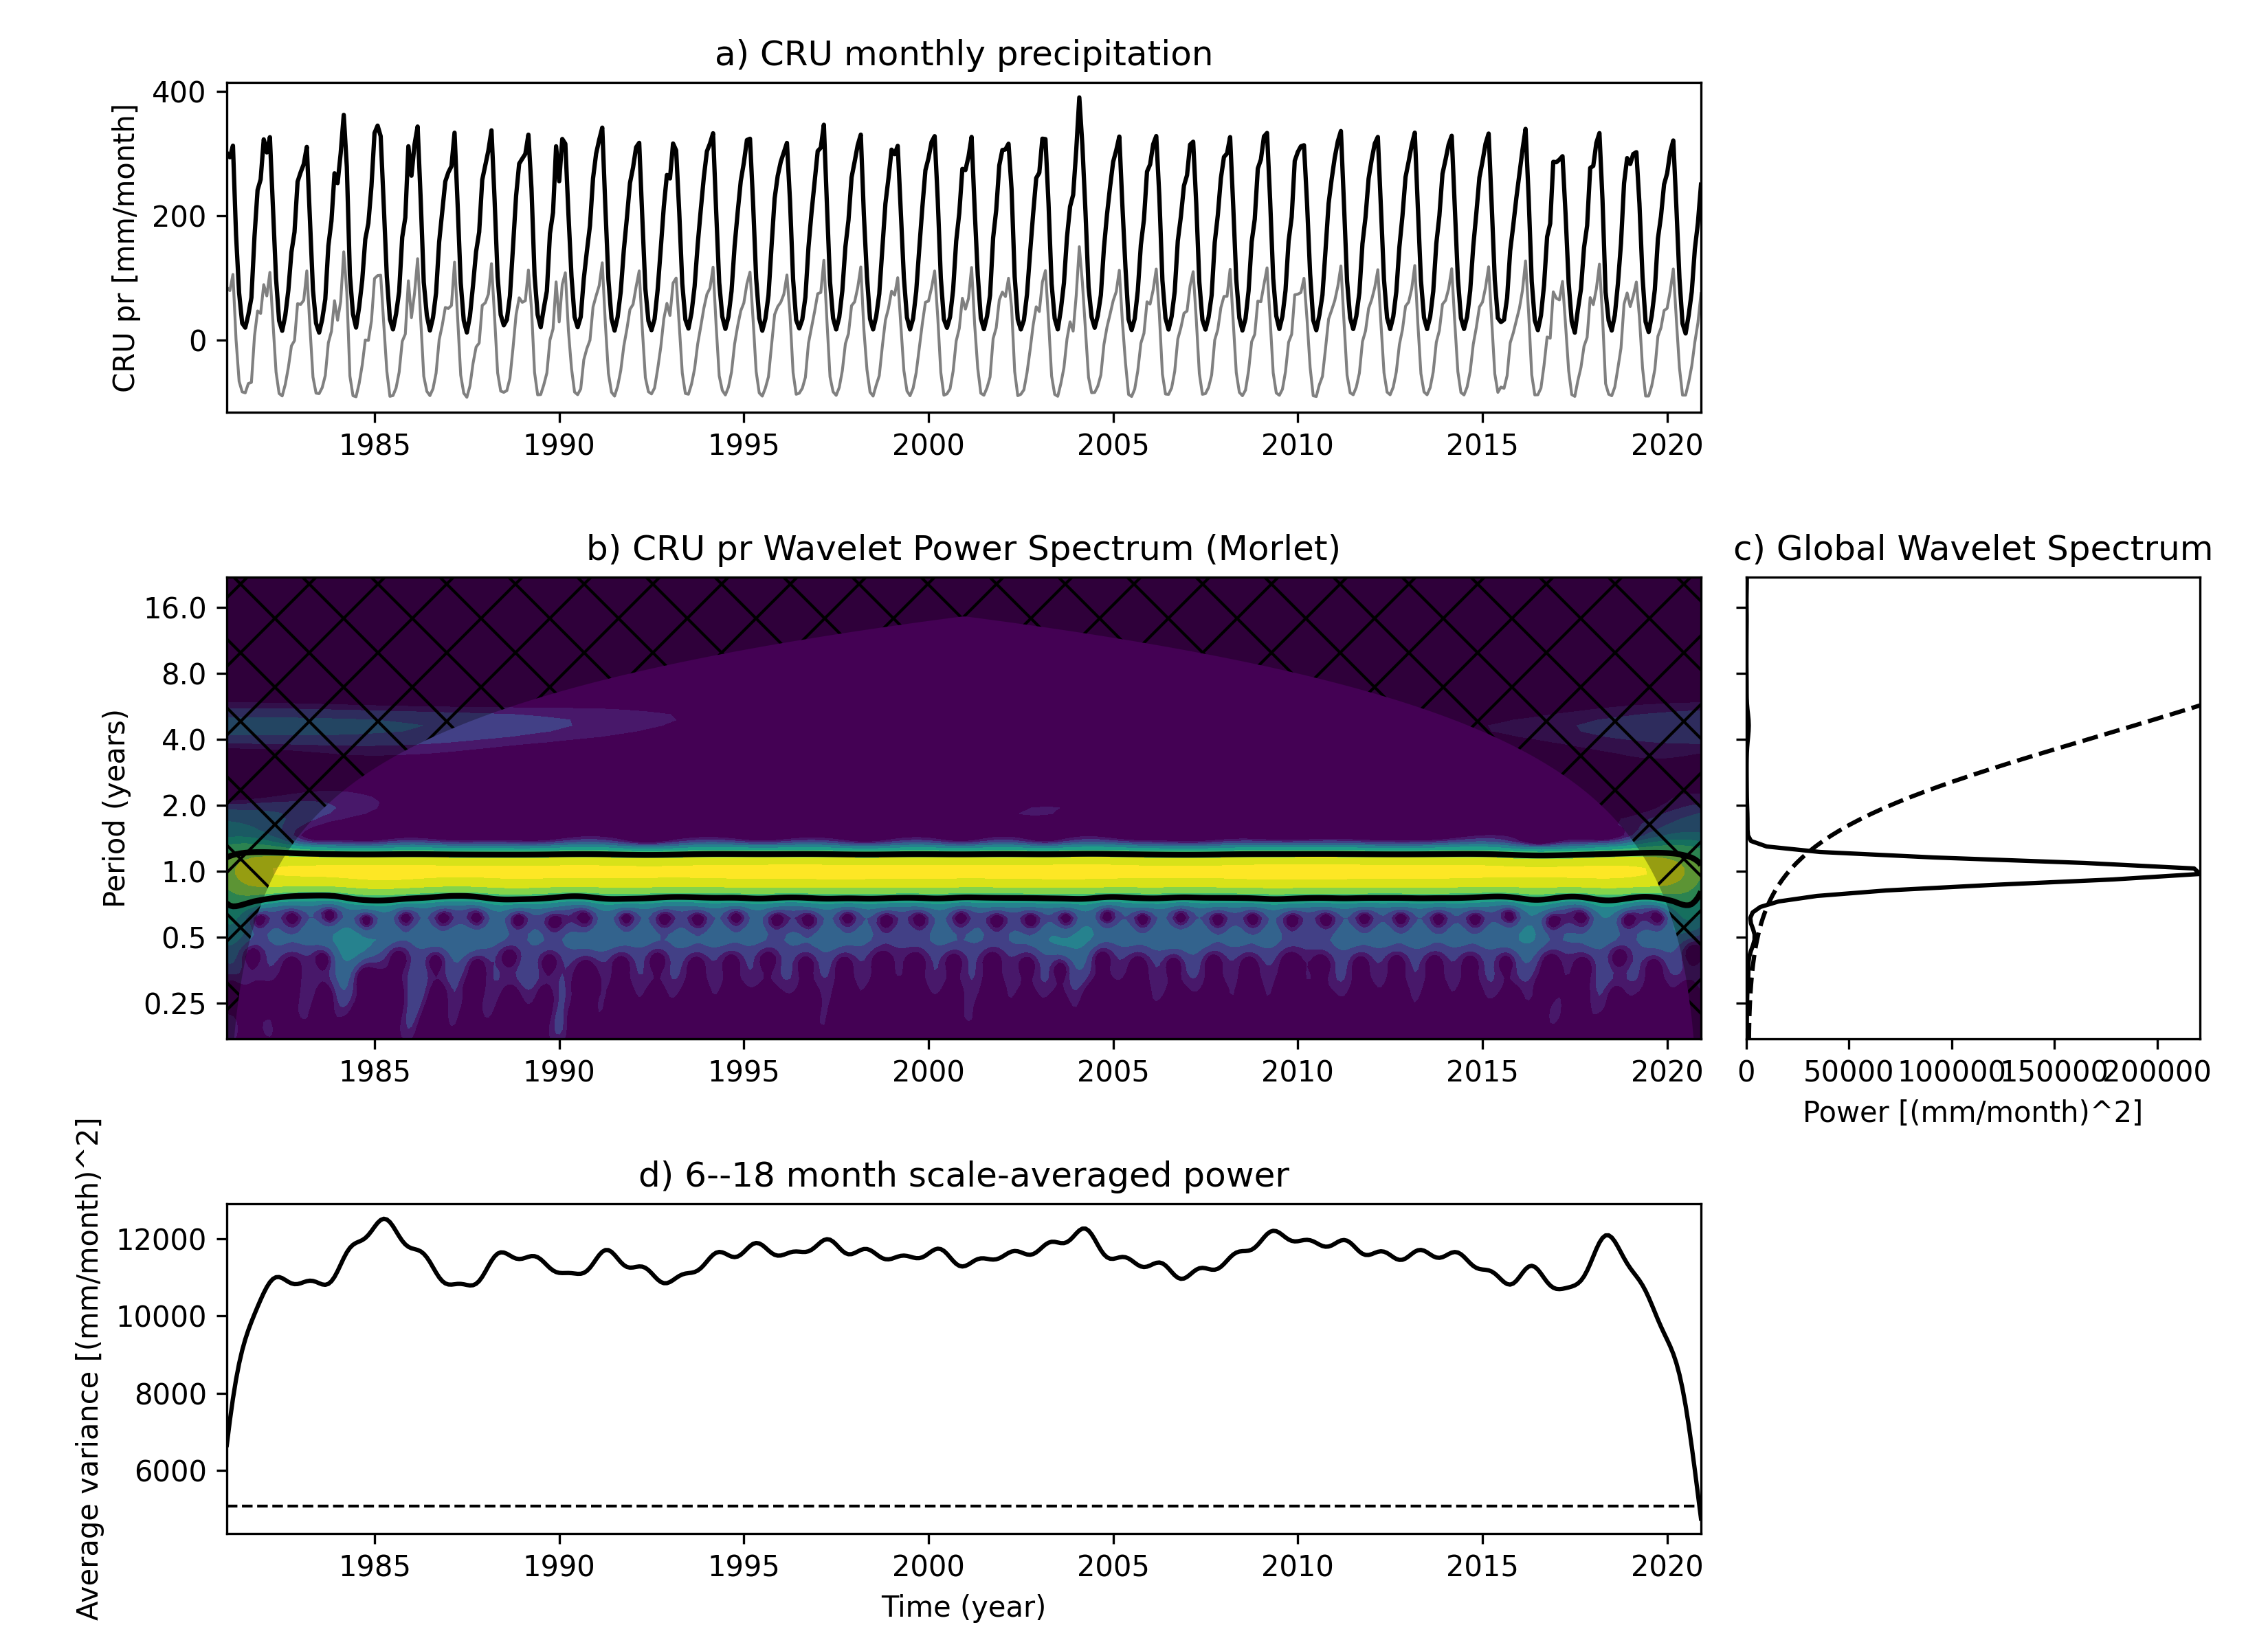 a) CRU monthly precipitation
CRU pr [mm/month]
400
200
0
1985 1990 1995 2000 2005 2010 2015 2020
b) CRU pr Wavelet Power Spectrum (Morlet)
Period (years)
16.0
8.0
4.0
2.0
1.0
0.5
0.25
1985 1990 1995 2000 2005 2010 2015 2020
c) Global Wavelet Spectrum
0 50000 100000 150000 200000
Power [(mm/month)^2]
d) 6--18 month scale-averaged power
Average variance [(mm/month)^2]
12000
10000
8000
6000
1985 1990 1995 2000 2005 2010 2015 2020
Time (year)